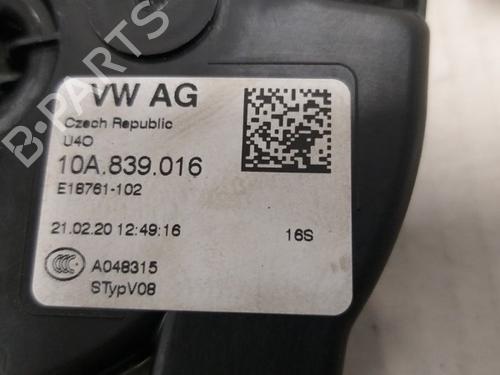 VW AG
Czech Republic
U40
10A.839.016
E18761-102
21.02.20 12:49:16
16S
CCC
A048315
STypV08
B-PARTS